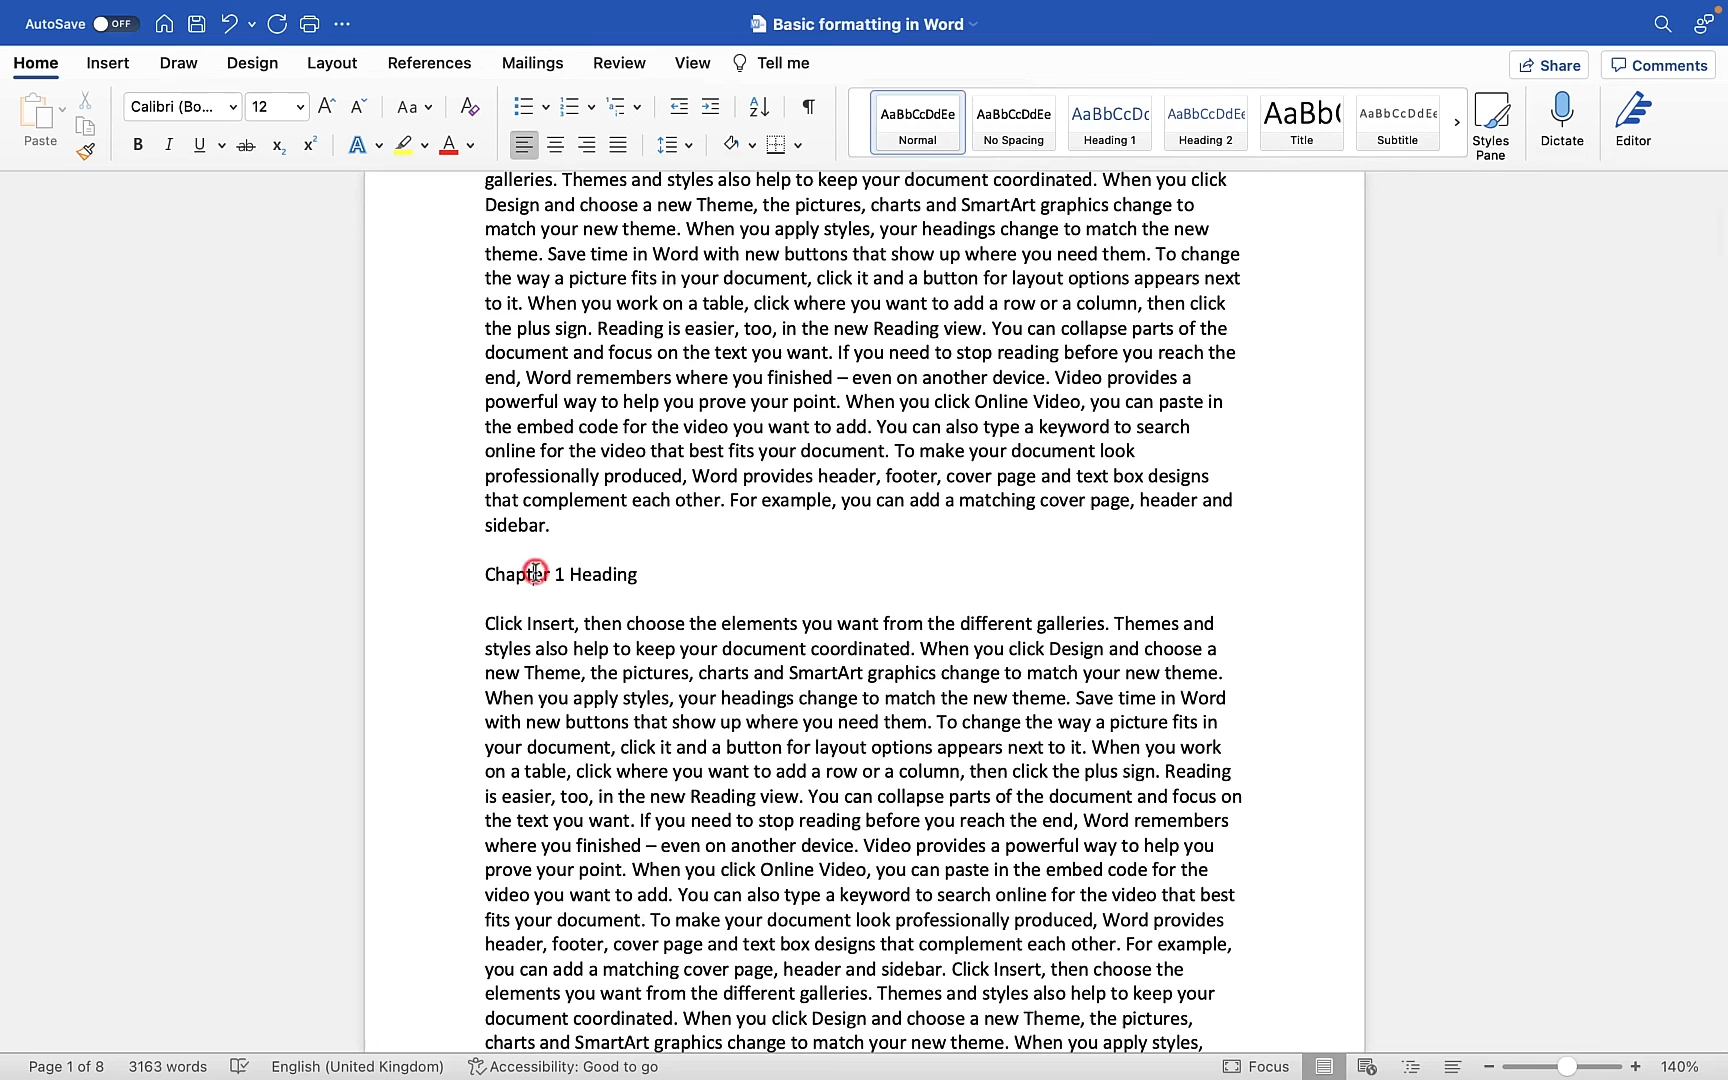 AutoSave OFF Basic formatting in Word
Home Insert Draw Design Layout References Mailings Review View Tell me Share Comments
Paste Calibri (Bo... 12 Aa
B I U ab x₂ x² A A
AaBbCcDdEe AaBbCcDdEe AaBbCcDc AaBbCcDdEe AaBb( AaBbCcDdEe
Normal No Spacing Heading 1 Heading 2 Title Subtitle
Styles Pane Dictate Editor
galleries. Themes and styles also help to keep your document coordinated. When you click
Design and choose a new Theme, the pictures, charts and SmartArt graphics change to
match your new theme. When you apply styles, your headings change to match the new
theme. Save time in Word with new buttons that show up where you need them. To change
the way a picture fits in your document, click it and a button for layout options appears next
to it. When you work on a table, click where you want to add a row or a column, then click
the plus sign. Reading is easier, too, in the new Reading view. You can collapse parts of the
document and focus on the text you want. If you need to stop reading before you reach the
end, Word remembers where you finished – even on another device. Video provides a
powerful way to help you prove your point. When you click Online Video, you can paste in
the embed code for the video you want to add. You can also type a keyword to search
online for the video that best fits your document. To make your document look
professionally produced, Word provides header, footer, cover page and text box designs
that complement each other. For example, you can add a matching cover page, header and
sidebar.
Chapter 1 Heading
Click Insert, then choose the elements you want from the different galleries. Themes and
styles also help to keep your document coordinated. When you click Design and choose a
new Theme, the pictures, charts and SmartArt graphics change to match your new theme.
When you apply styles, your headings change to match the new theme. Save time in Word
with new buttons that show up where you need them. To change the way a picture fits in
your document, click it and a button for layout options appears next to it. When you work
on a table, click where you want to add a row or a column, then click the plus sign. Reading
is easier, too, in the new Reading view. You can collapse parts of the document and focus on
the text you want. If you need to stop reading before you reach the end, Word remembers
where you finished – even on another device. Video provides a powerful way to help you
prove your point. When you click Online Video, you can paste in the embed code for the
video you want to add. You can also type a keyword to search online for the video that best
fits your document. To make your document look professionally produced, Word provides
header, footer, cover page and text box designs that complement each other. For example,
you can add a matching cover page, header and sidebar. Click Insert, then choose the
elements you want from the different galleries. Themes and styles also help to keep your
document coordinated. When you click Design and choose a new Theme, the pictures,
charts and SmartArt graphics change to match your new theme. When you apply styles,
Page 1 of 8 3163 words English (United Kingdom) Accessibility: Good to go Focus 140%